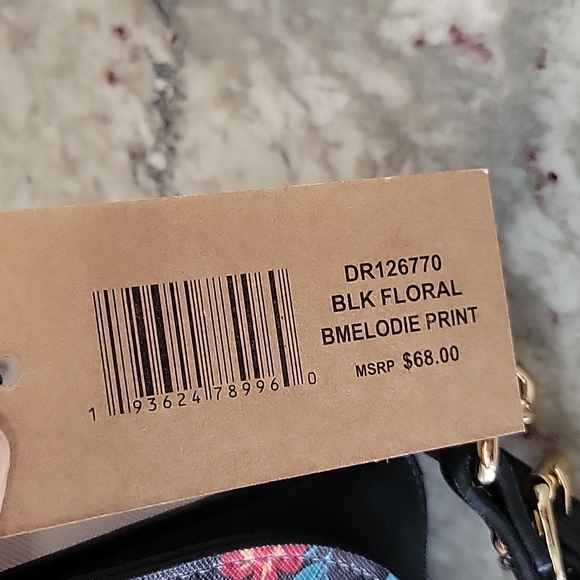 DR126770
BLK FLORAL
BMELODIE PRINT
MSRP $68.00
1 93624 78996 0